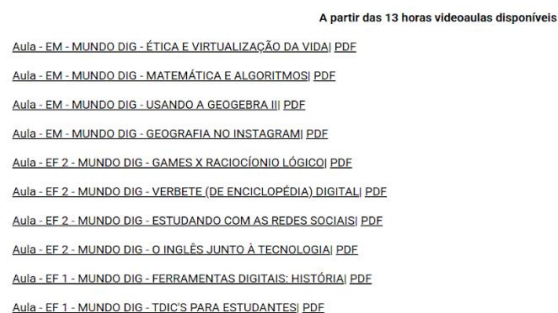 A partir das 13 horas videoaulas disponíveis
Aula - EM - MUNDO DIG - ÉTICA E VIRTUALIZAÇÃO DA VIDA| PDF
Aula - EM - MUNDO DIG - MATEMÁTICA E ALGORITMOS| PDF
Aula - EM - MUNDO DIG - USANDO A GEOGEBRA II| PDF
Aula - EM - MUNDO DIG - GEOGRAFIA NO INSTAGRAM| PDF
Aula - EF 2 - MUNDO DIG - GAMES X RACIOCÍONIO LÓGICO| PDF
Aula - EF 2 - MUNDO DIG - VERBETE (DE ENCICLOPÉDIA) DIGITAL| PDF
Aula - EF 2 - MUNDO DIG - ESTUDANDO COM AS REDES SOCIAIS| PDF
Aula - EF 2 - MUNDO DIG - O INGLÊS JUNTO À TECNOLOGIA| PDF
Aula - EF 1 - MUNDO DIG - FERRAMENTAS DIGITAIS: HISTÓRIA| PDF
Aula - EF 1 - MUNDO DIG - TDIC'S PARA ESTUDANTES| PDF